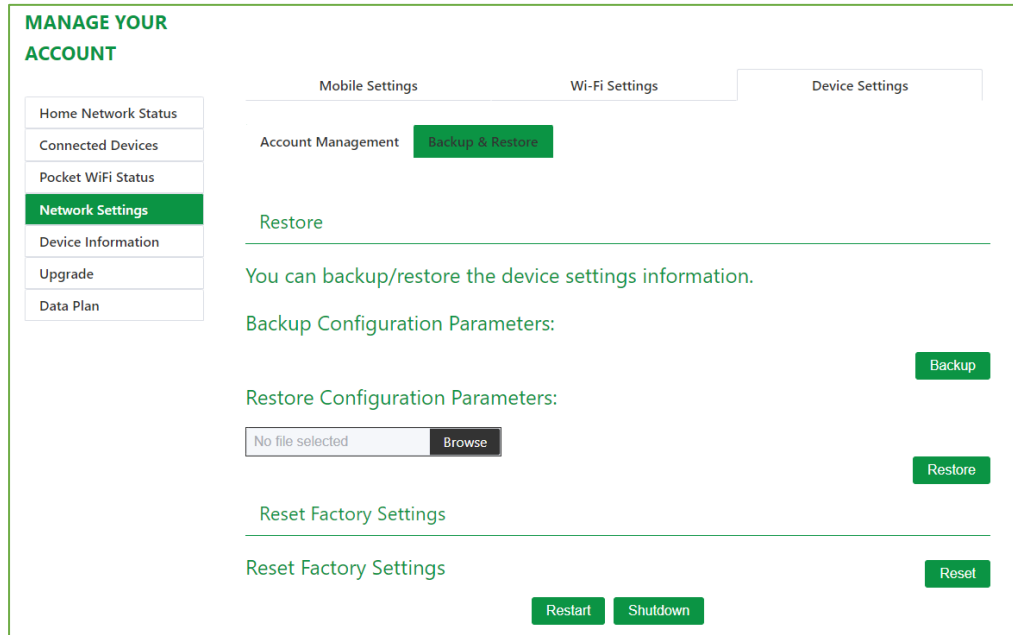 MANAGE YOUR
ACCOUNT
Mobile Settings
Wi-Fi Settings
Device Settings
Home Network Status
Connected Devices
Pocket WiFi Status
Network Settings
Device Information
Upgrade
Data Plan
Account Management
Backup & Restore
Restore
You can backup/restore the device settings information.
Backup Configuration Parameters:
Backup
Restore Configuration Parameters:
No file selected
Browse
Restore
Reset Factory Settings
Reset Factory Settings
Reset
Restart
Shutdown